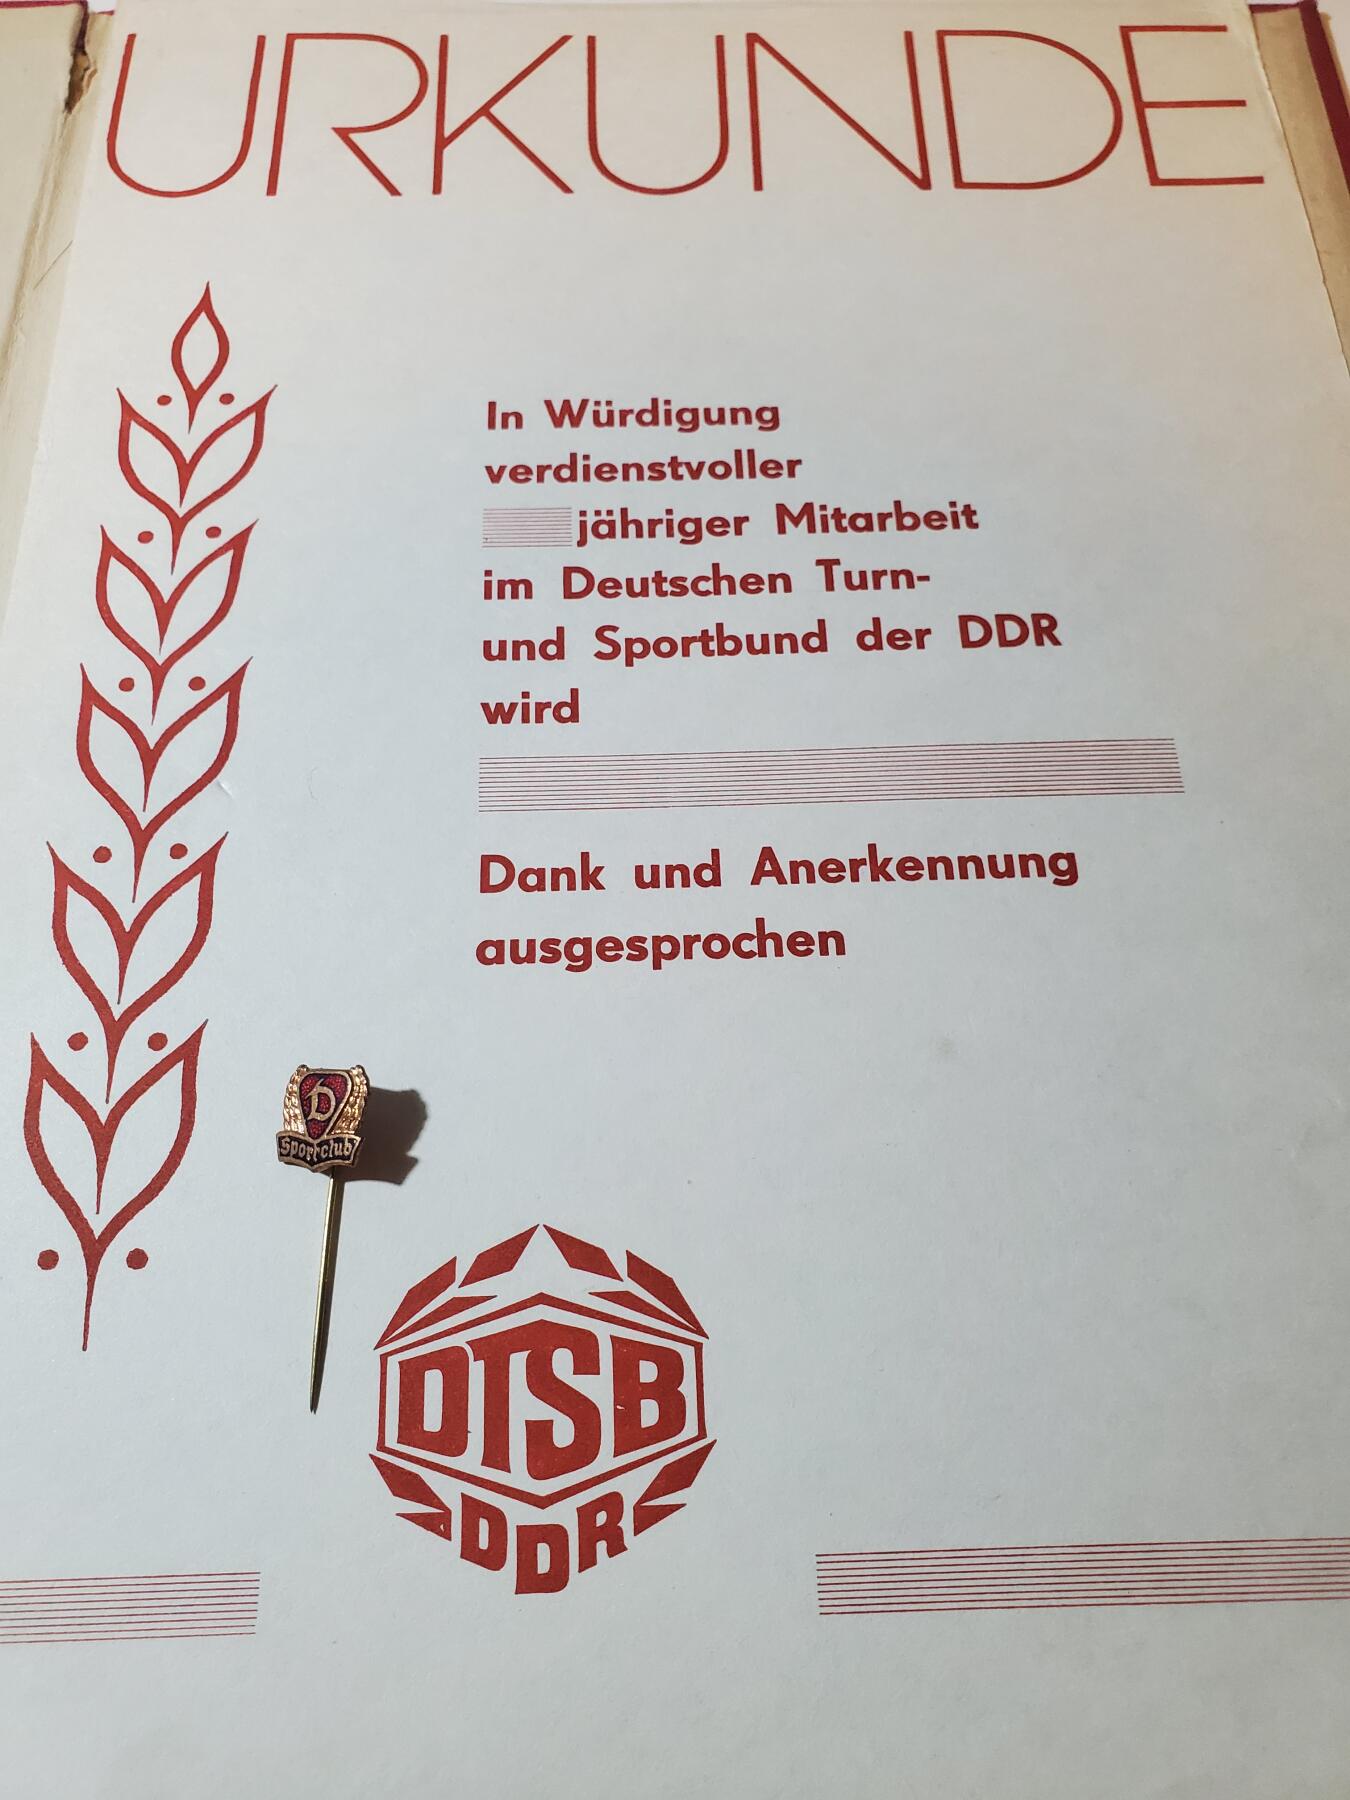 URKUNDE
In Würdigung
verdienstvoller
jähriger Mitarbeit
im Deutschen Turn-
und Sportbund der DDR
wird
Dank und Anerkennung
ausgesprochen
D
Sportclub
DTSB
DDR